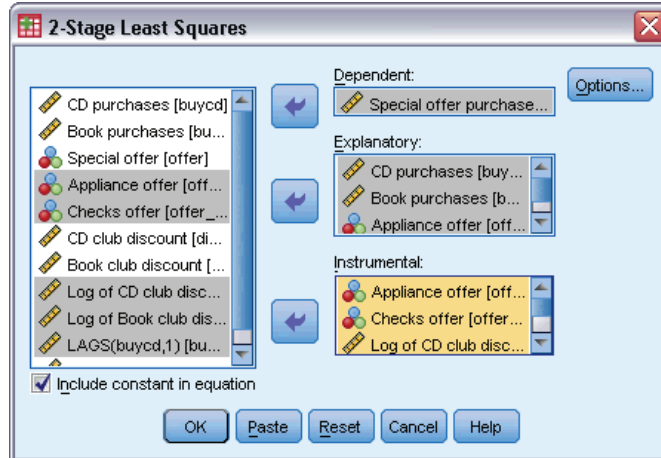 2-Stage Least Squares
CD purchases [buycd]
Book purchases [bu...
Special offer [offer]
Appliance offer [off...
Checks offer [offer_...
CD club discount [di...
Book club discount [...
Log of CD club disc...
Log of Book club dis...
LAGS(buycd,1) [bu...
Include constant in equation
Dependent:
Special offer purchase...
Explanatory:
CD purchases [buy...
Book purchases [b...
Appliance offer [off...
Instrumental:
Appliance offer [off...
Checks offer [offer...
Log of CD club disc...
Options...
OK
Paste
Reset
Cancel
Help